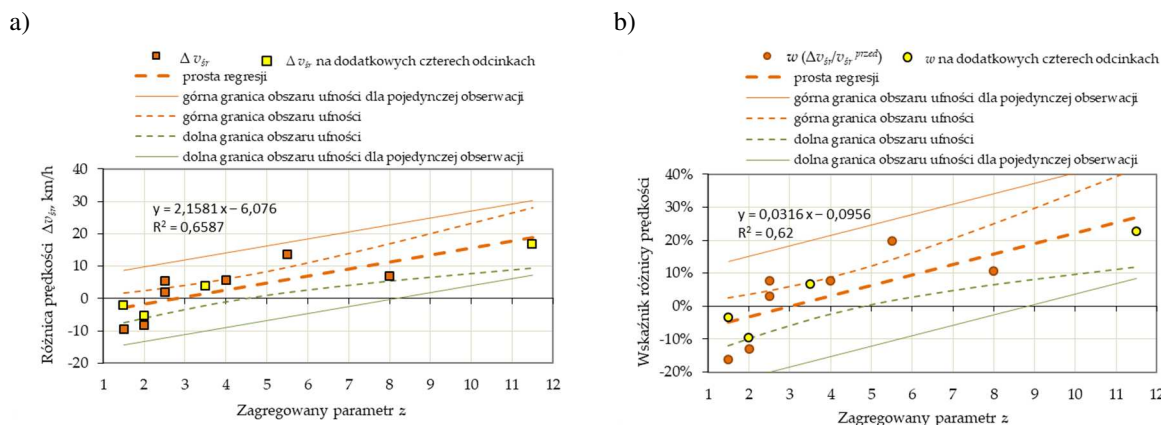 a)
Δ v_śr Δ v_śr na dodatkowych czterech odcinkach
prosta regresji
górna granica obszaru ufności dla pojedynczej obserwacji
górna granica obszaru ufności
dolna granica obszaru ufności
dolna granica obszaru ufności dla pojedynczej obserwacji
Różnica prędkości Δv_śr, km/h
40
30
20
10
0
-10
-20
y = 2,1581 x – 6,076
R² = 0,6587
1 2 3 4 5 6 7 8 9 10 11 12
Zagregowany parametr z
b)
w (Δv_śr/v_śr^przed) w na dodatkowych czterech odcinkach
prosta regresji
górna granica obszaru ufności dla pojedynczej obserwacji
górna granica obszaru ufności
dolna granica obszaru ufności
dolna granica obszaru ufności dla pojedynczej obserwacji
Wskaźnik różnicy prędkości
40%
30%
20%
10%
0%
-10%
-20%
y = 0,0316 x – 0,0956
R² = 0,62
1 2 3 4 5 6 7 8 9 10 11 12
Zagregowany parametr z